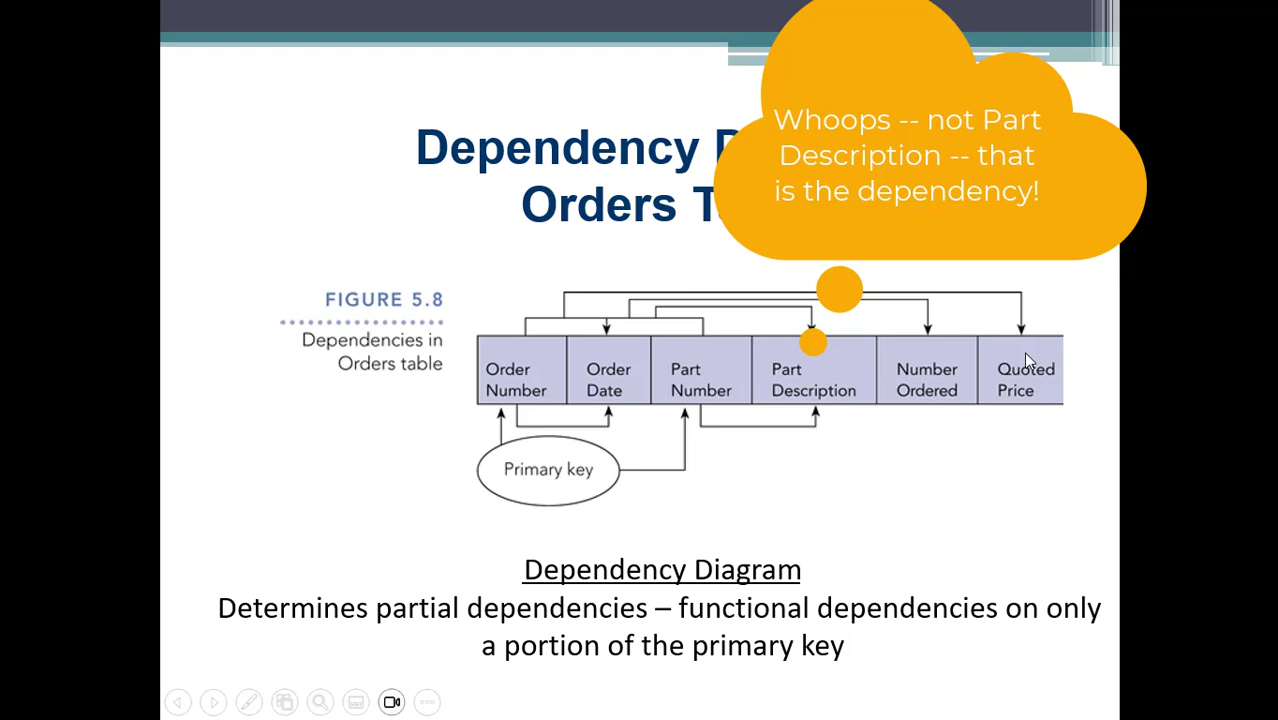 Dependency D
Orders T
Whoops -- not Part
Description -- that
is the dependency!
FIGURE 5.8
Dependencies in
Orders table
Order
Number
Order
Date
Part
Number
Part
Description
Number
Ordered
Quoted
Price
Primary key
Dependency Diagram
Determines partial dependencies – functional dependencies on only
a portion of the primary key